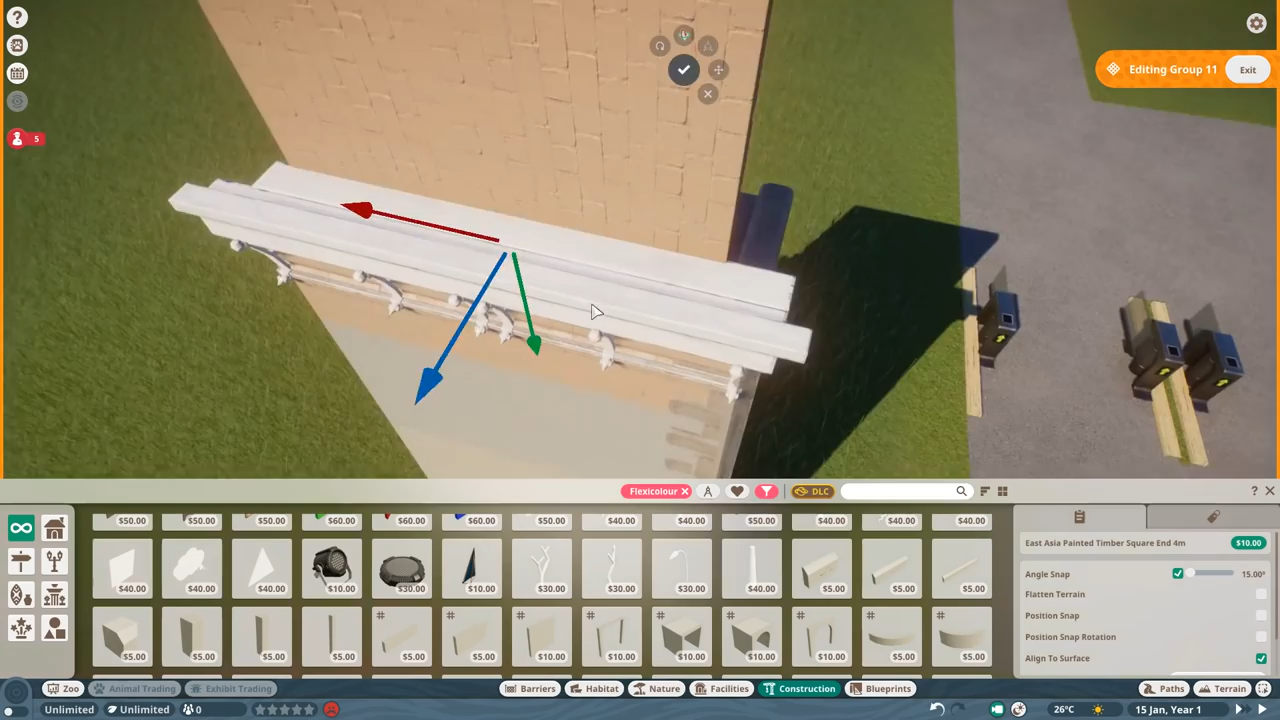 ?
5
Editing Group 11
Exit
Flexicolour ×
DLC
? ×
$50.00 $50.00 $50.00 $60.00 $60.00 $60.00 $50.00 $40.00 $40.00 $50.00 $40.00 $40.00 $40.00
$40.00 $40.00 $40.00 $10.00 $30.00 $10.00 $30.00 $30.00 $30.00 $40.00 $5.00 $5.00 $5.00
$5.00 $5.00 $5.00 $5.00 $5.00 $5.00 $10.00 $10.00 $10.00 $10.00 $10.00 $5.00 $5.00
East Asia Painted Timber Square End 4m $10.00
Angle Snap 15.00°
Flatten Terrain
Position Snap
Position Snap Rotation
Align To Surface
Zoo Animal Trading Exhibit Trading Barriers Habitat Nature Facilities Construction Blueprints Paths Terrain
Unlimited Unlimited 0 26°C 15 Jan, Year 1